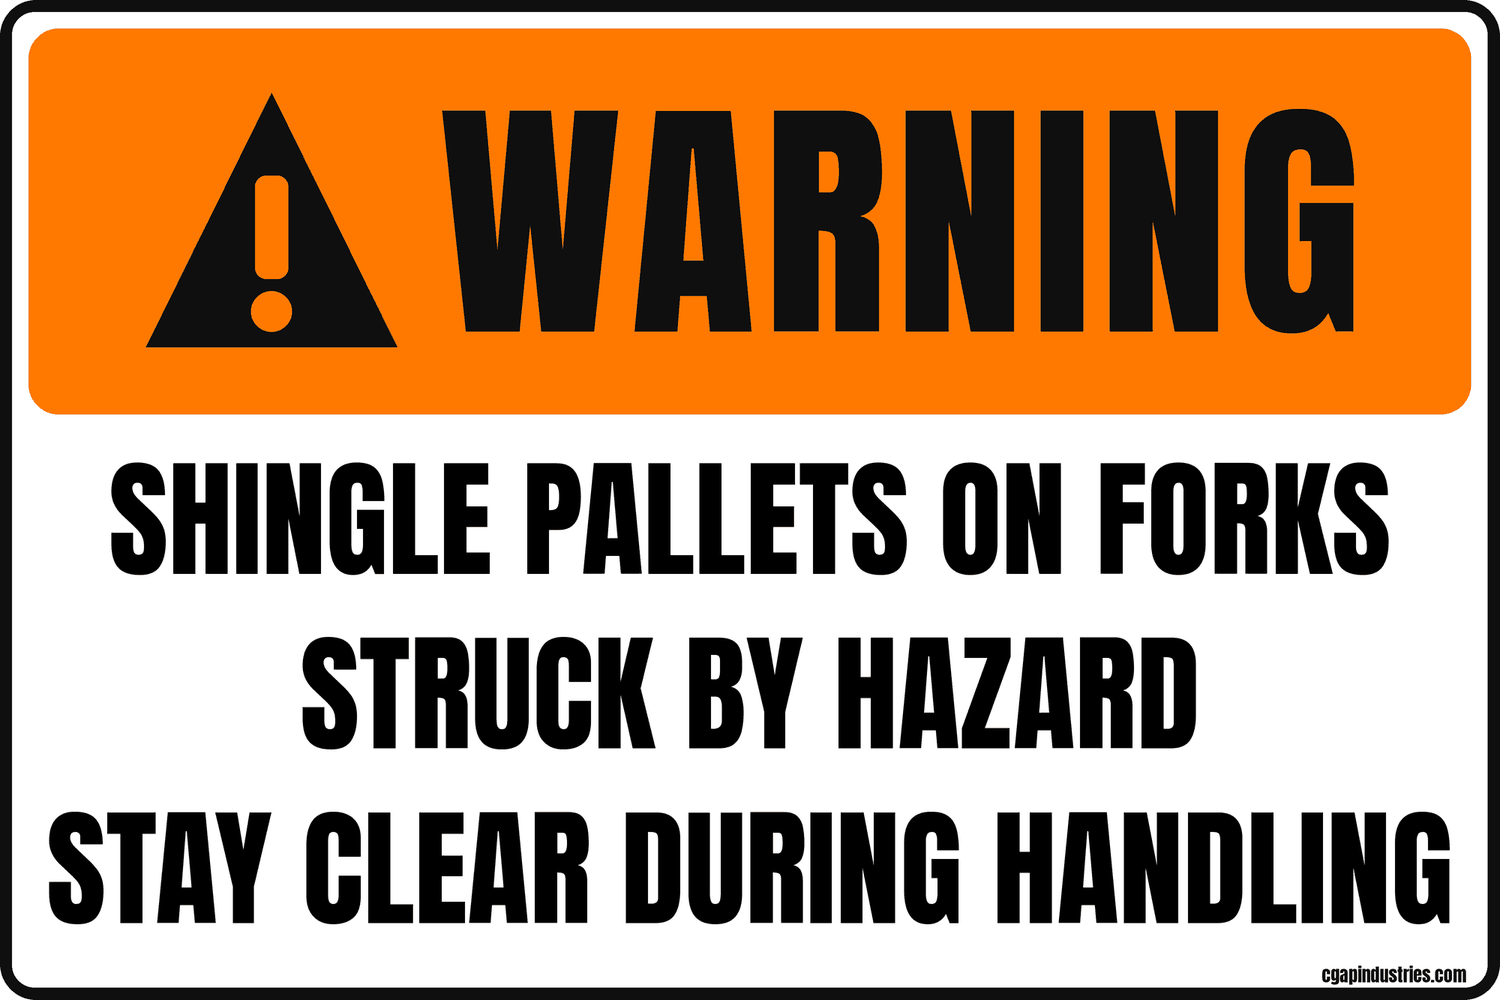 WARNING
SHINGLE PALLETS ON FORKS
STRUCK BY HAZARD
STAY CLEAR DURING HANDLING
cgapindustries.com